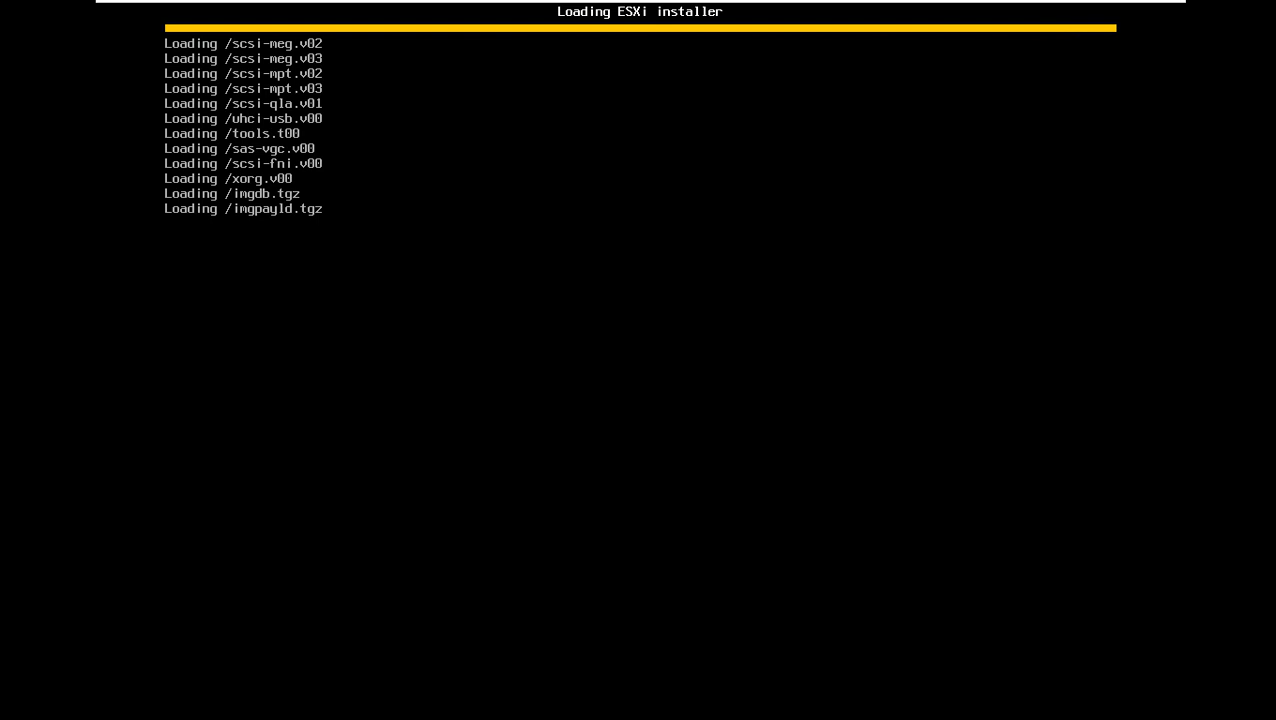 Loading ESXi installer
Loading /scsi-meg.v02
Loading /scsi-meg.v03
Loading /scsi-mpt.v02
Loading /scsi-mpt.v03
Loading /scsi-qla.v01
Loading /uhci-usb.v00
Loading /tools.t00
Loading /sas-vgc.v00
Loading /scsi-fni.v00
Loading /xorg.v00
Loading /imgdb.tgz
Loading /imgpayld.tgz